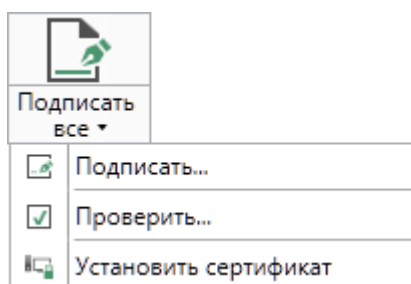 Подписать
все
Подписать...
Проверить...
Установить сертификат